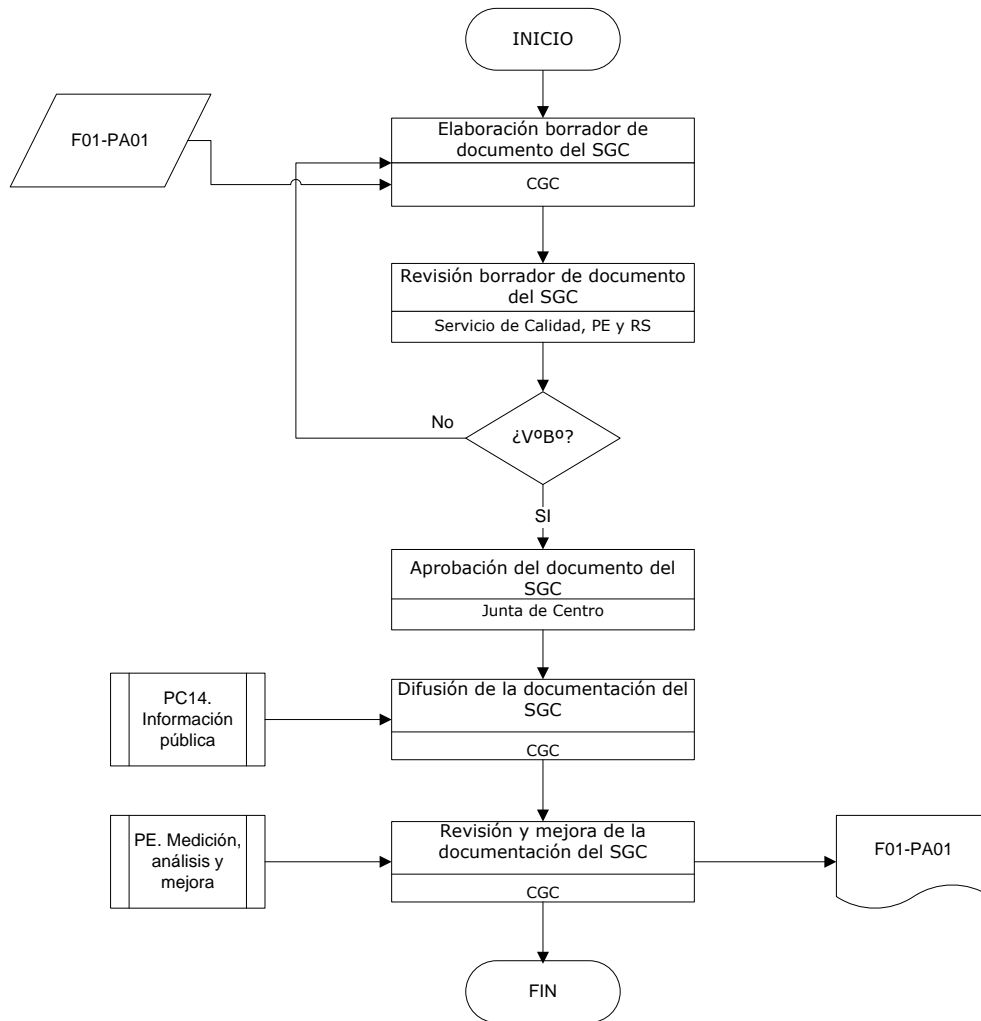 INICIO
F01-PA01
Elaboración borrador de
documento del SGC
CGC
Revisión borrador de documento
del SGC
Servicio de Calidad, PE y RS
No
¿VºBº?
SI
Aprobación del documento del
SGC
Junta de Centro
PC14.
Información
pública
Difusión de la documentación del
SGC
CGC
PE. Medición,
análisis y
mejora
Revisión y mejora de la
documentación del SGC
CGC
F01-PA01
FIN